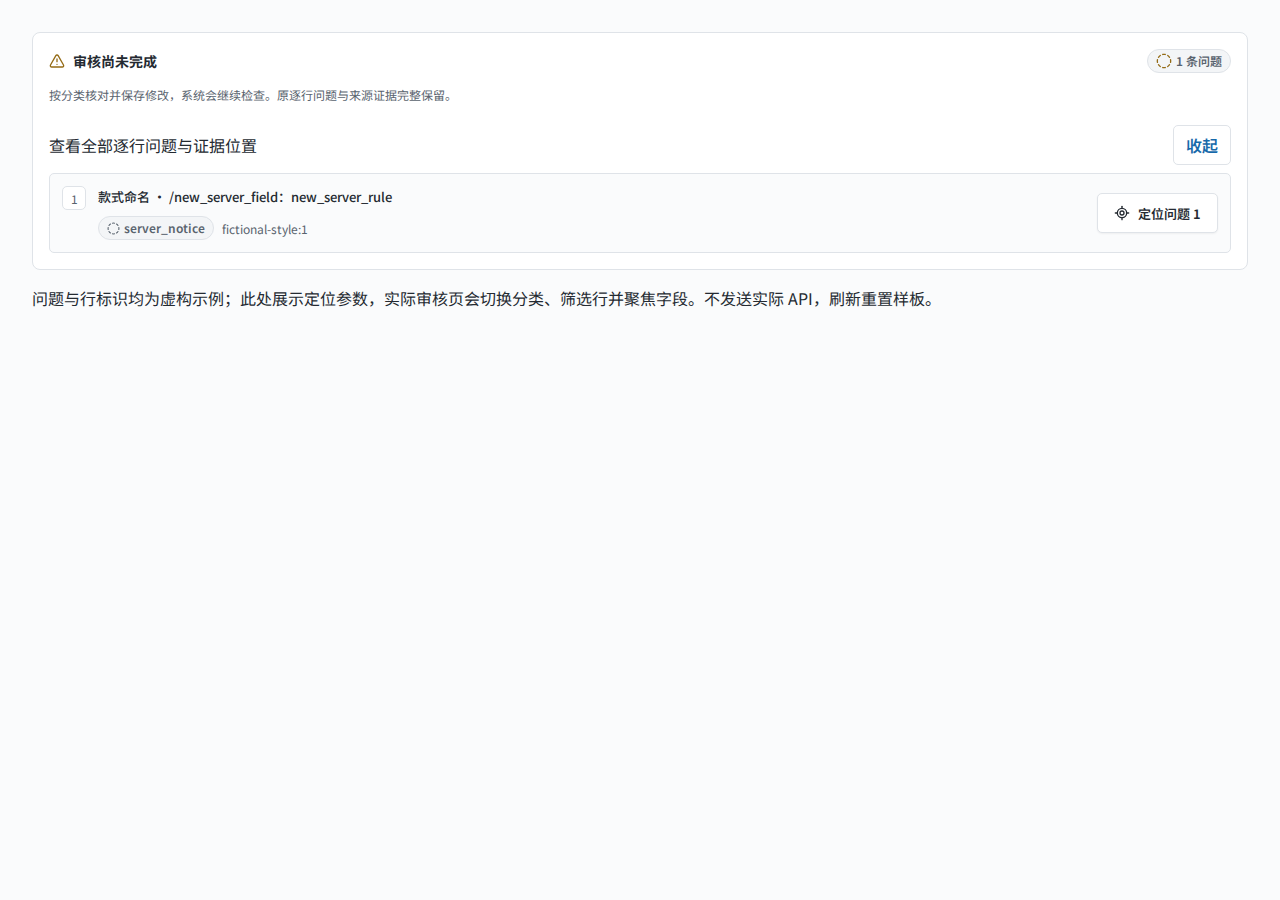 审核尚未完成
1 条问题
按分类核对并保存修改，系统会继续检查。原逐行问题与来源证据完整保留。
查看全部逐行问题与证据位置
收起
1
款式命名 · /new_server_field：new_server_rule
定位问题 1
server_notice
fictional-style:1
问题与行标识均为虚构示例；此处展示定位参数，实际审核页会切换分类、筛选行并聚焦字段。不发送实际 API，刷新重置样板。